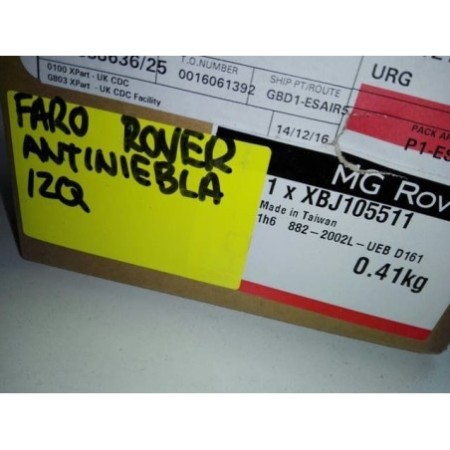 636/25
T.O.NUMBER
0016061392
SHIP PT/ROUTE
GBD1-ESAIRS
URG
0100 XPart - UK CDC
GB03 XPart - UK CDC Facility
14/12/16
PACK
P1-ES
FARO ROVER
ANTINIEBLA
IZQ
MG ROV
1 x XBJ105511
Made in Taiwan
1h6 882-2002L-UEB D161
0.41kg